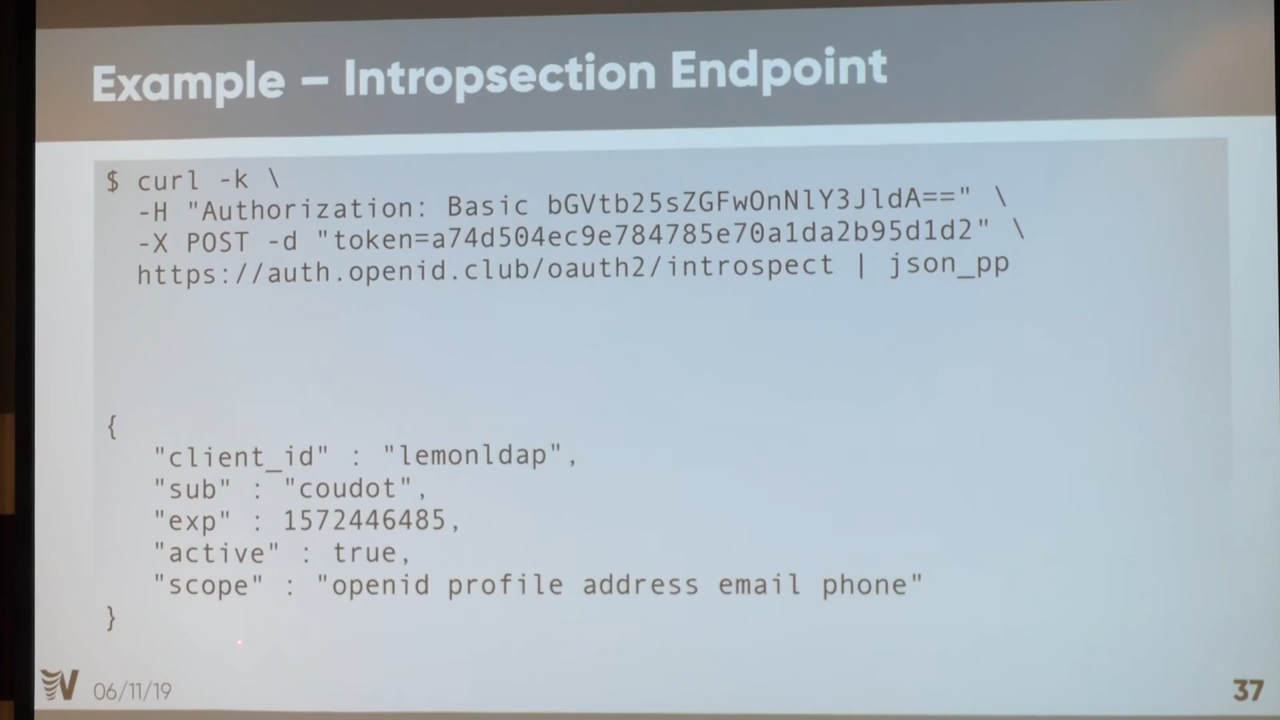 Example – Intropsection Endpoint
$ curl -k \
-H "Authorization: Basic bGVtb25sZGFwOnNlY3JldA==" \
-X POST -d "token=a74d504ec9e784785e70a1da2b95d1d2" \
https://auth.openid.club/oauth2/introspect | json_pp
{
"client_id" : "lemonldap",
"sub" : "coudot",
"exp" : 1572446485,
"active" : true,
"scope" : "openid profile address email phone"
}
06/11/19
37